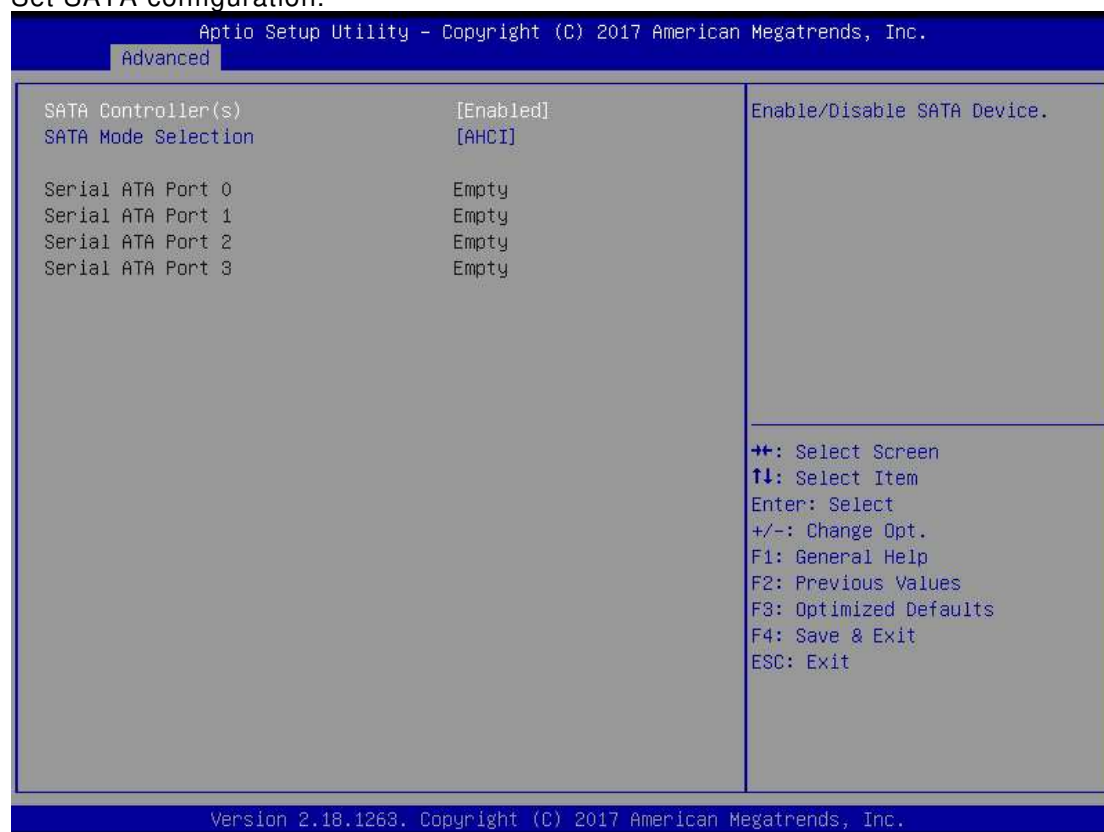 Set SATA configuration.
Aptio Setup Utility – Copyright (C) 2017 American Megatrends, Inc.
Advanced
SATA Controller(s) [Enabled]
SATA Mode Selection [AHCI]
Serial ATA Port 0 Empty
Serial ATA Port 1 Empty
Serial ATA Port 2 Empty
Serial ATA Port 3 Empty
Enable/Disable SATA Device.
→←: Select Screen
↑↓: Select Item
Enter: Select
+/-: Change Opt.
F1: General Help
F2: Previous Values
F3: Optimized Defaults
F4: Save & Exit
ESC: Exit
Version 2.18.1263. Copyright (C) 2017 American Megatrends, Inc.